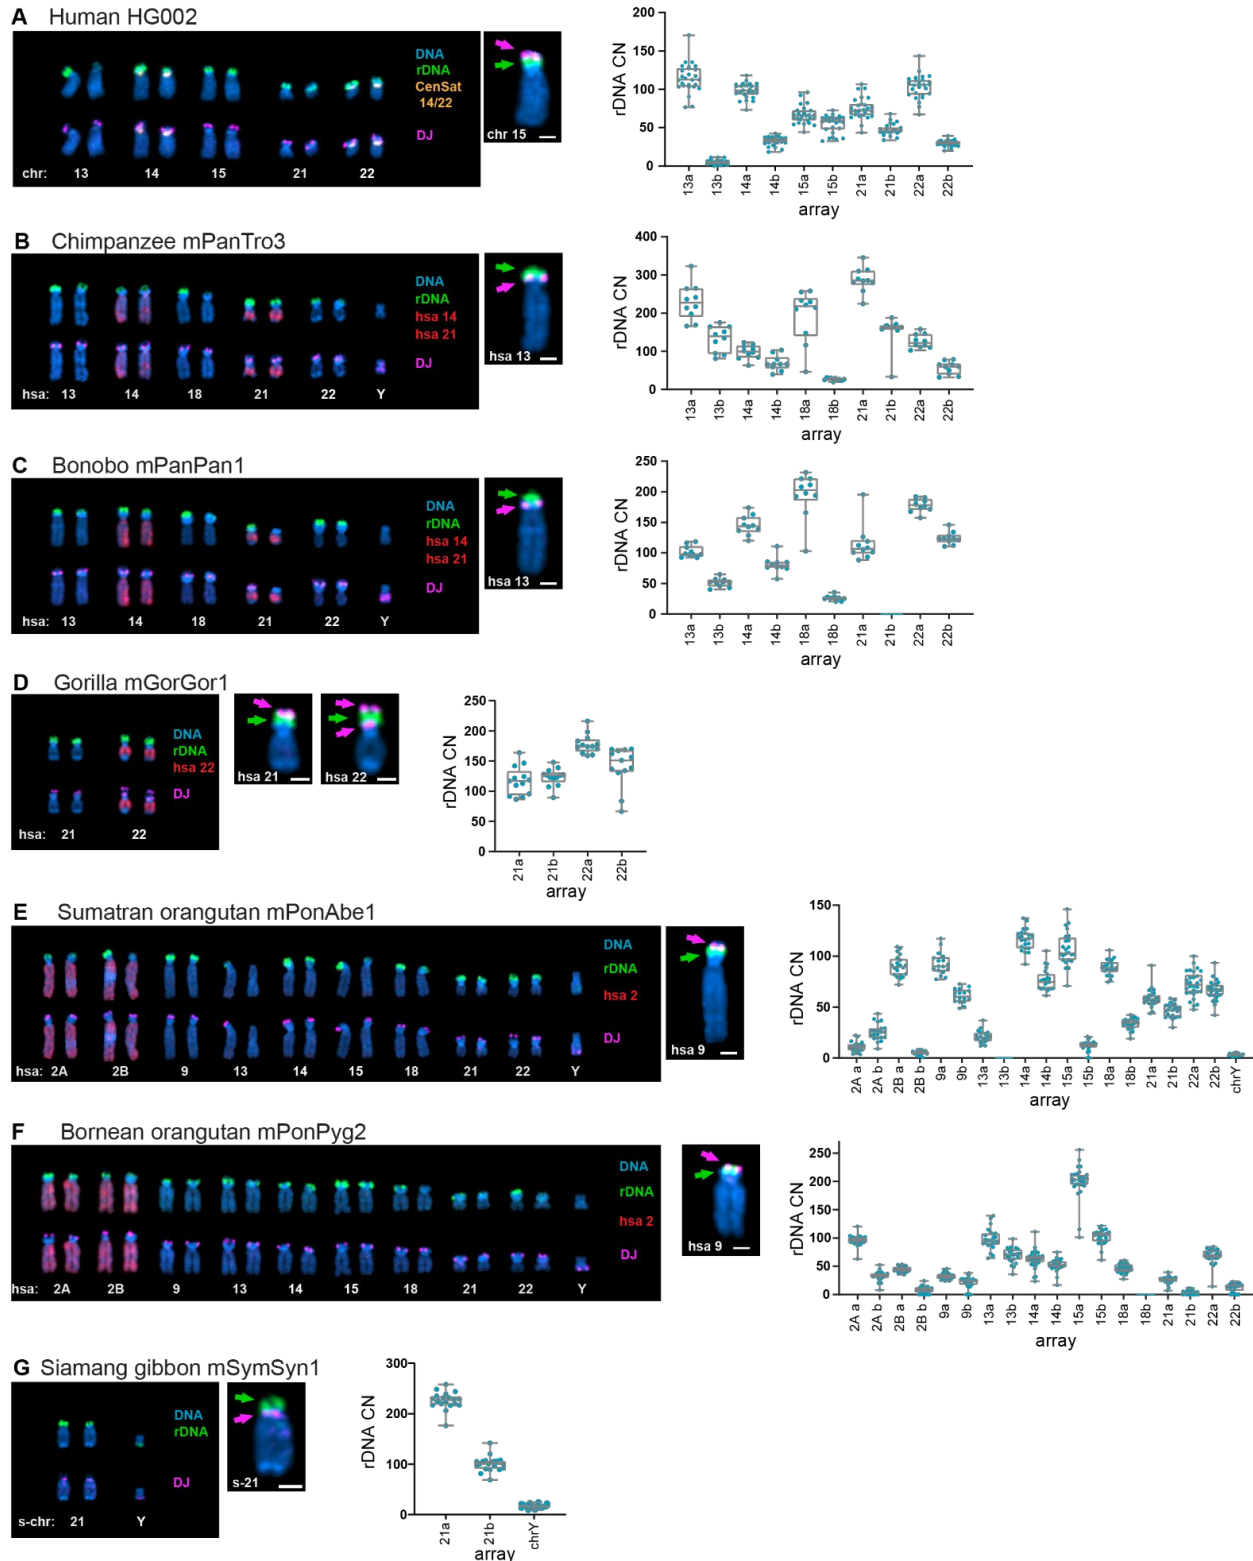 A Human HG002
DNA
rDNA
CenSat
14/22
DJ
chr: 13 14 15 21 22
chr 15
rDNA CN
200
150
100
50
0
13a 13b 14a 14b 15a 15b 21a 21b 22a 22b
array
B Chimpanzee mPanTro3
DNA
rDNA
hsa 14
hsa 21
DJ
hsa: 13 14 18 21 22 Y
hsa 13
rDNA CN
400
300
200
100
0
13a 13b 14a 14b 18a 18b 21a 21b 22a 22b
array
C Bonobo mPanPan1
DNA
rDNA
hsa 14
hsa 21
DJ
hsa: 13 14 18 21 22 Y
hsa 13
rDNA CN
250
200
150
100
50
0
13a 13b 14a 14b 18a 18b 21a 21b 22a 22b
array
D Gorilla mGorGor1
DNA
rDNA
hsa 22
DJ
hsa: 21 22
hsa 21
hsa 22
rDNA CN
250
200
150
100
50
0
21a 21b 22a 22b
array
E Sumatran orangutan mPonAbe1
DNA
rDNA
hsa 2
DJ
hsa: 2A 2B 9 13 14 15 18 21 22 Y
hsa 9
rDNA CN
150
100
50
0
2A a 2A b 2B a 2B b 9a 9b 13a 13b 14a 14b 15a 15b 18a 18b 21a 21b 22a 22b chrY
array
F Bornean orangutan mPonPyg2
DNA
rDNA
hsa 2
DJ
hsa: 2A 2B 9 13 14 15 18 21 22 Y
hsa 9
rDNA CN
250
200
150
100
50
0
2A a 2A b 2B a 2B b 9a 9b 13a 13b 14a 14b 15a 15b 18a 18b 21a 21b 22a 22b
array
G Siamang gibbon mSymSyn1
DNA
rDNA
DJ
s-chr: 21 Y
s-21
rDNA CN
300
200
100
0
21a 21b chrY
array